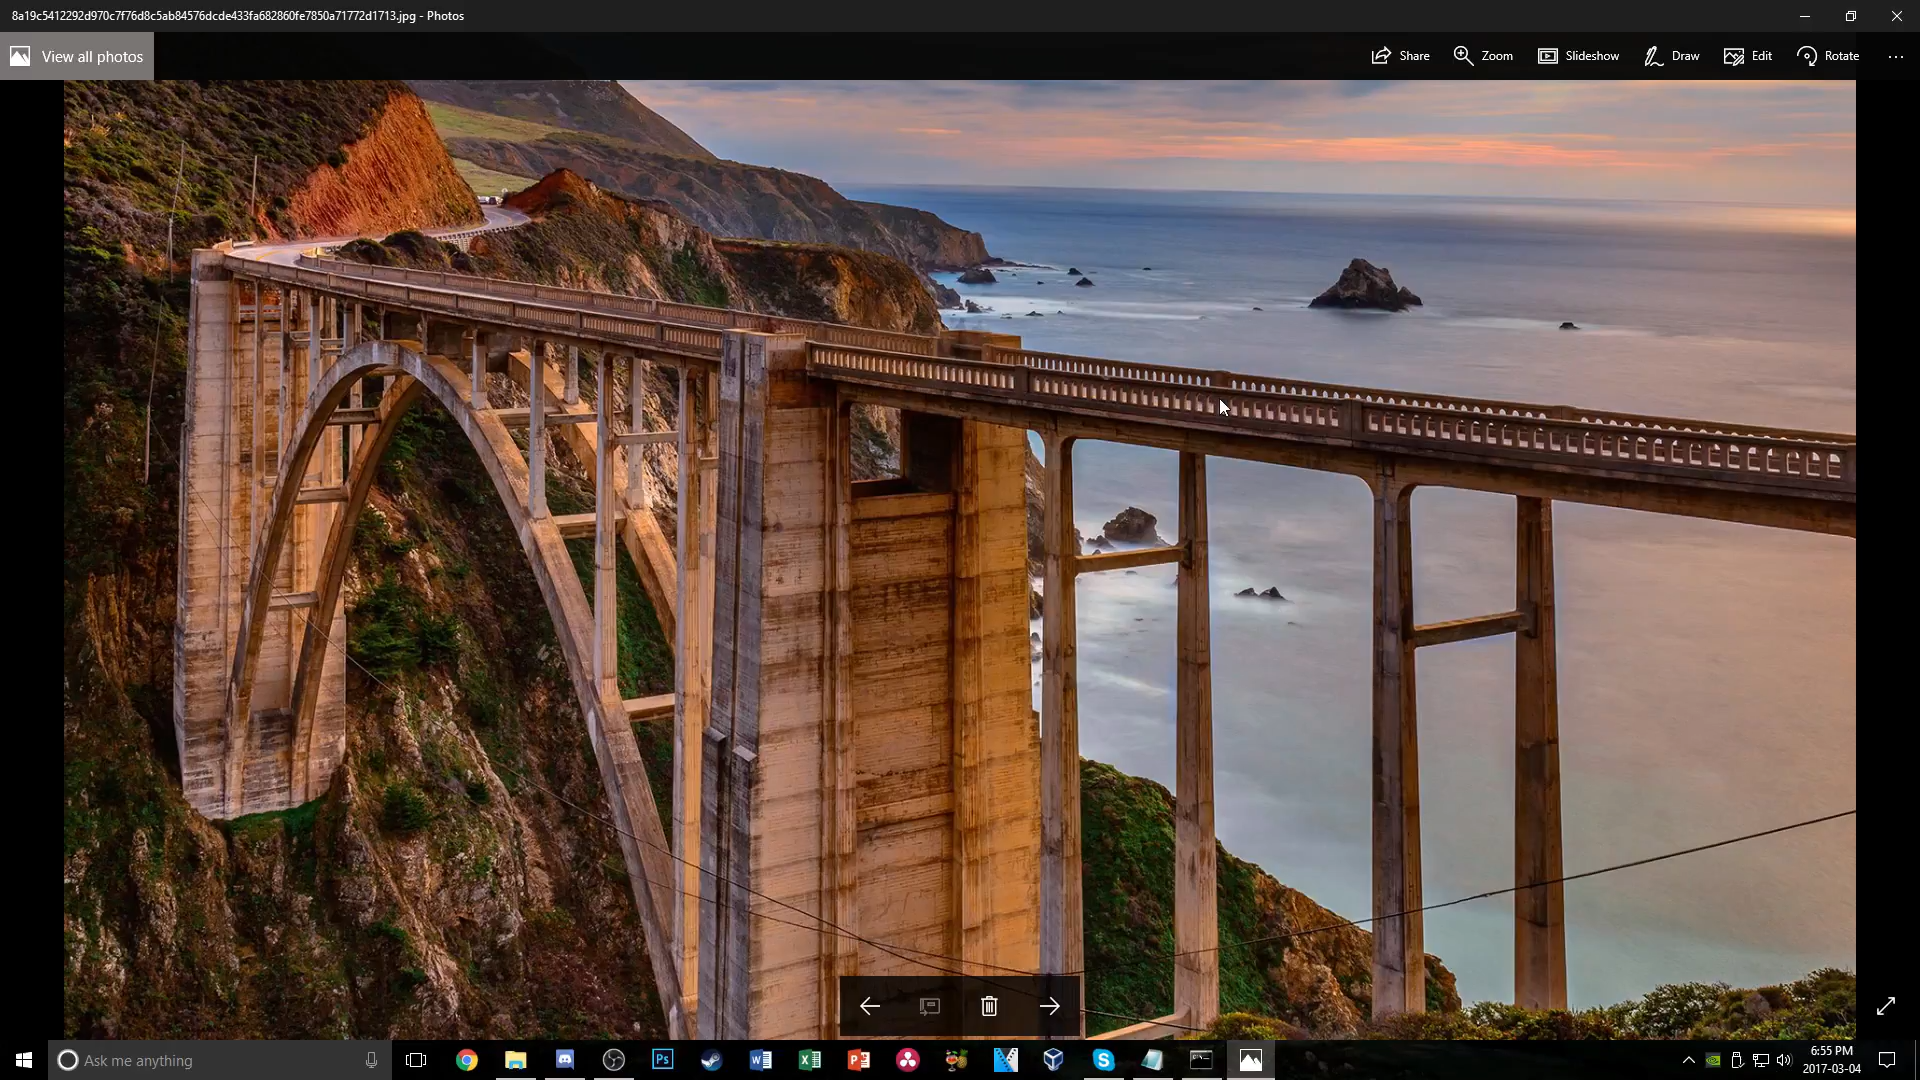 8a19c5412292d970c7f76d8c5ab84576dcde433fa682860fe7850a71772d1713.jpg - Photos
View all photos
Share
Zoom
Slideshow
Draw
Edit
Rotate
Ask me anything
Ps
6:55 PM
2017-03-04